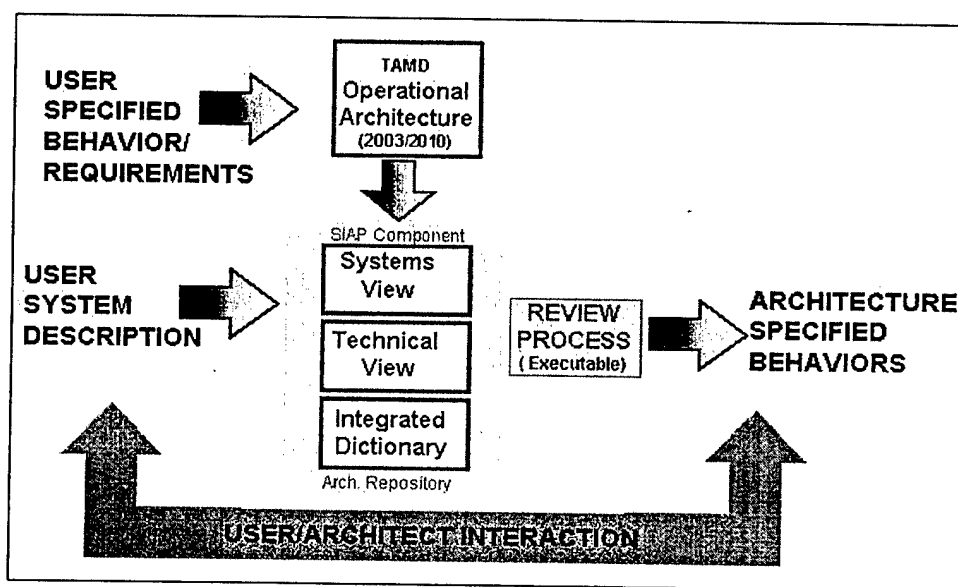 USER
SPECIFIED
BEHAVIOR/
REQUIREMENTS
TAMD
Operational
Architecture
(2003/2010)
SIAP Component
USER
SYSTEM
DESCRIPTION
Systems
View
Technical
View
Integrated
Dictionary
Arch. Repository
REVIEW
PROCESS
( Executable)
ARCHITECTURE
SPECIFIED
BEHAVIORS
USER/ARCHITECT INTERACTION